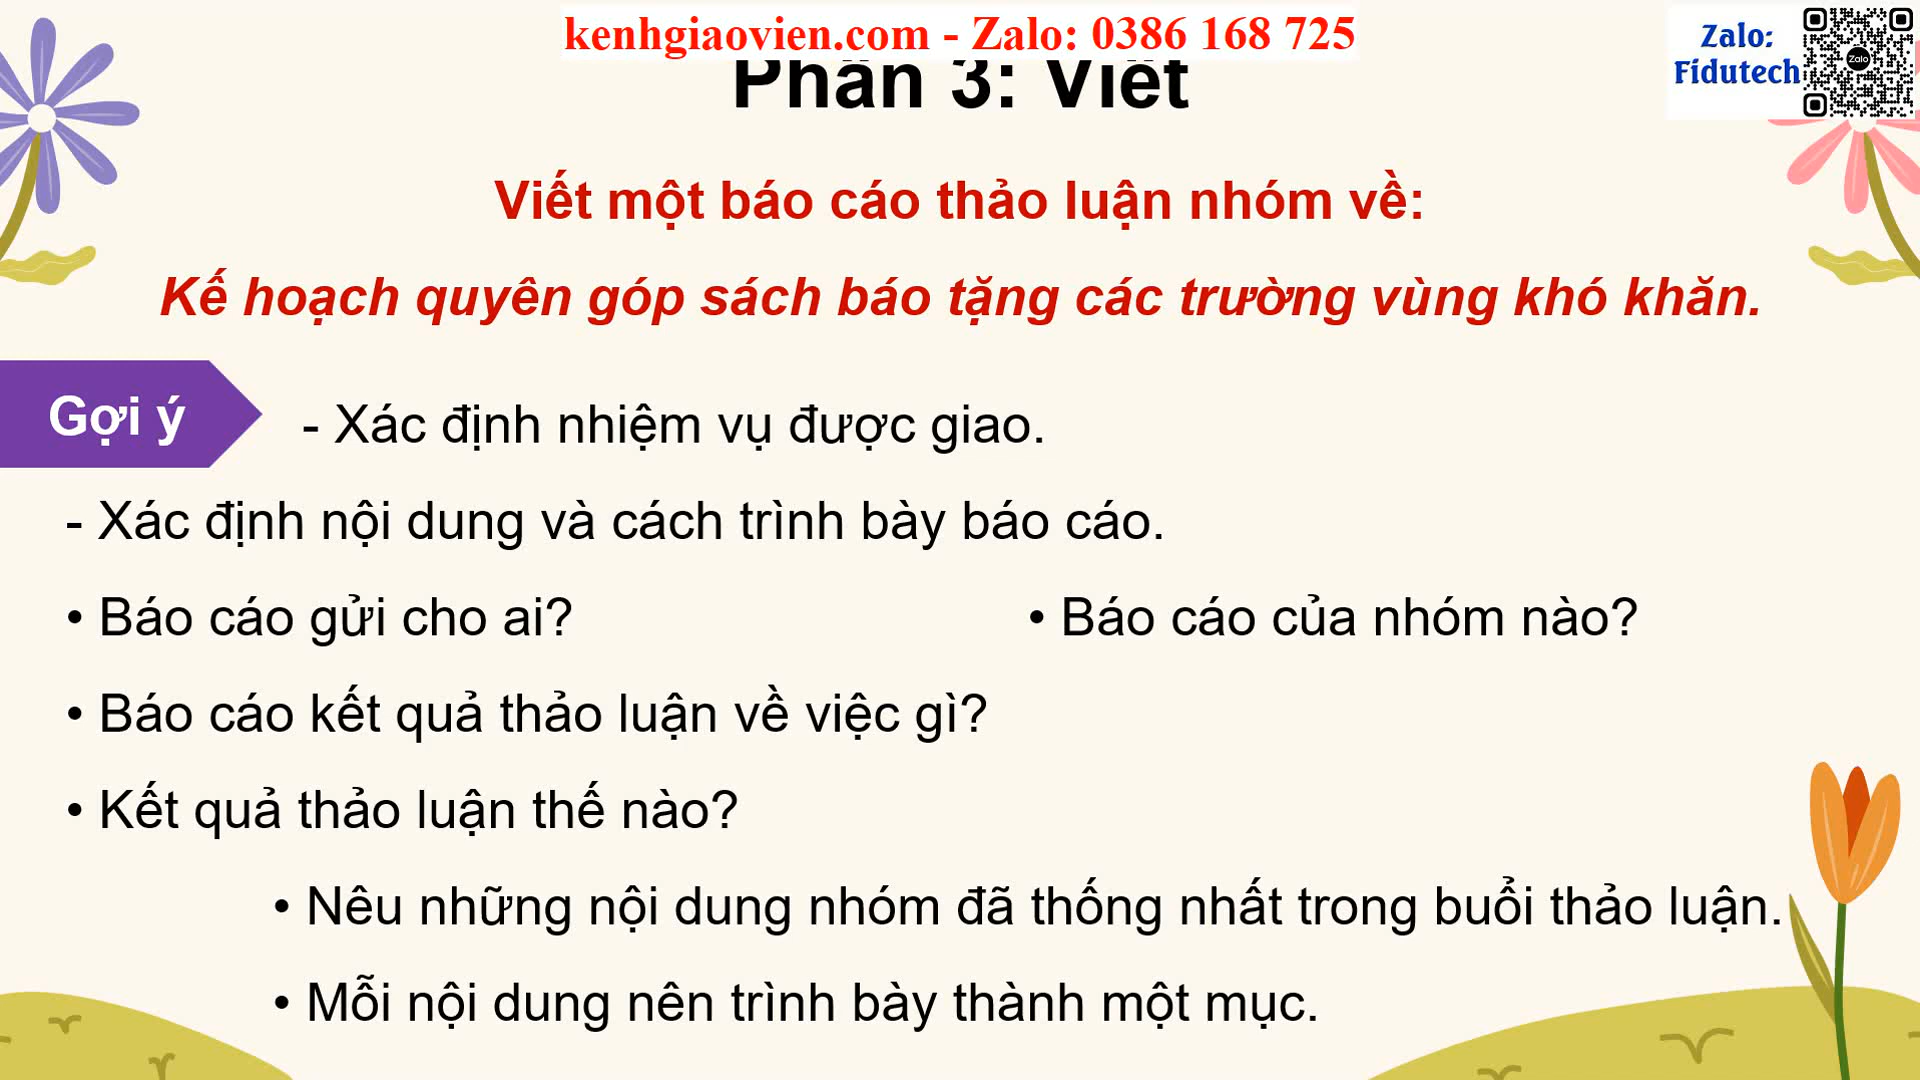 kenhgiaovien.com - Zalo: 0386 168 725
Zalo:
Fidutech
Zalo
Phần 3: Viết
Viết một báo cáo thảo luận nhóm về:
Kế hoạch quyên góp sách báo tặng các trường vùng khó khăn.
Gợi ý
- Xác định nhiệm vụ được giao.
- Xác định nội dung và cách trình bày báo cáo.
• Báo cáo gửi cho ai?
• Báo cáo của nhóm nào?
• Báo cáo kết quả thảo luận về việc gì?
• Kết quả thảo luận thế nào?
• Nêu những nội dung nhóm đã thống nhất trong buổi thảo luận.
• Mỗi nội dung nên trình bày thành một mục.